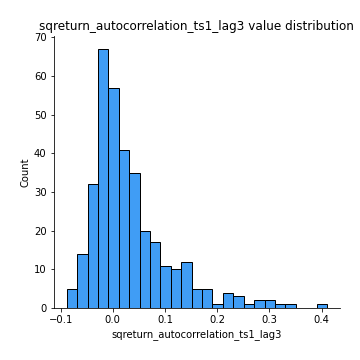 sqreturn_autocorrelation_ts1_lag3 value distribution
70
60
50
40
30
20
10
0
Count
−0.1 0.0 0.1 0.2 0.3 0.4
sqreturn_autocorrelation_ts1_lag3